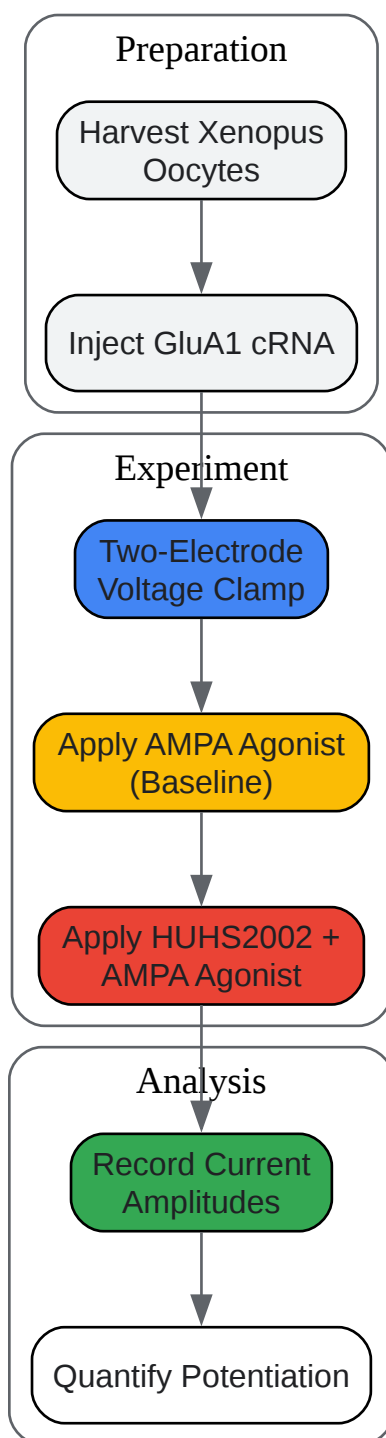 Preparation
Harvest Xenopus
Oocytes
Inject GluA1 cRNA
Experiment
Two-Electrode
Voltage Clamp
Apply AMPA Agonist
(Baseline)
Apply HUHS2002 +
AMPA Agonist
Analysis
Record Current
Amplitudes
Quantify Potentiation